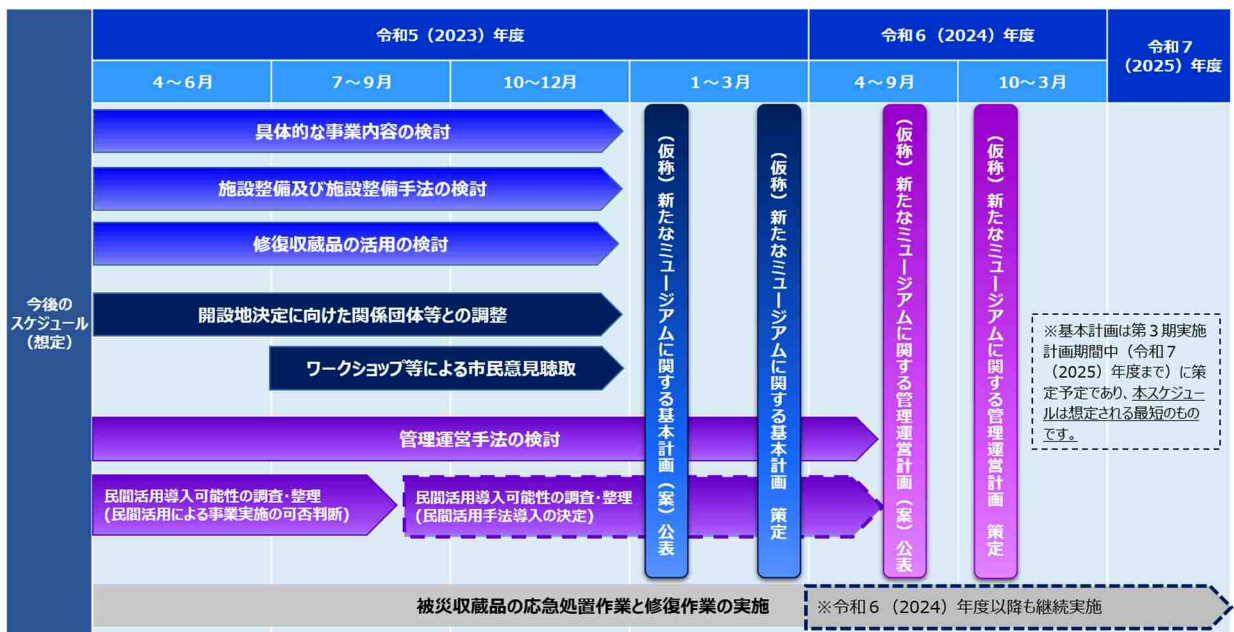 令和5（2023）年度
令和6（2024）年度
令和7
（2025）年度
4～6月
7～9月
10～12月
1～3月
4～9月
10～3月
今後の
スケジュール
(想定)
具体的な事業内容の検討
施設整備及び施設整備手法の検討
修復収蔵品の活用の検討
開設地決定に向けた関係団体等との調整
ワークショップ等による市民意見聴取
管理運営手法の検討
民間活用導入可能性の調査・整理
(民間活用による事業実施の可否判断)
民間活用導入可能性の調査・整理
(民間活用手法導入の決定)
（仮称）新たなミュージアムに関する基本計画（案）公表
（仮称）新たなミュージアムに関する基本計画　策定
（仮称）新たなミュージアムに関する管理運営計画（案）公表
（仮称）新たなミュージアムに関する管理運営計画　策定
※基本計画は第3期実施
計画期間中（令和7
（2025）年度まで）に策
定予定であり、本スケジュー
ルは想定される最短のもの
です。
被災収蔵品の応急処置作業と修復作業の実施
※令和6（2024）年度以降も継続実施